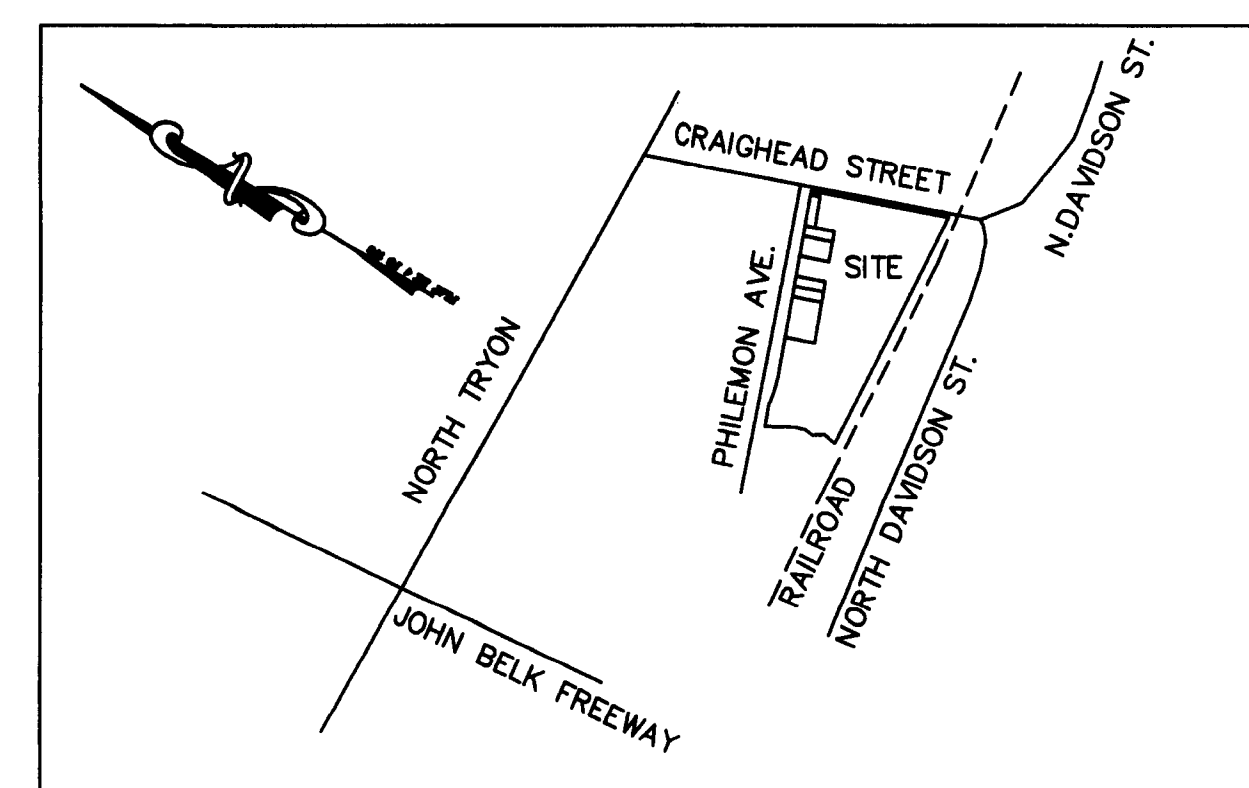 N.DAVIDSON ST.
CRAIGHEAD STREET
SITE
PHILEMON AVE.
NORTH TRYON
RAILROAD
NORTH DAVIDSON ST.
JOHN BELK FREEWAY